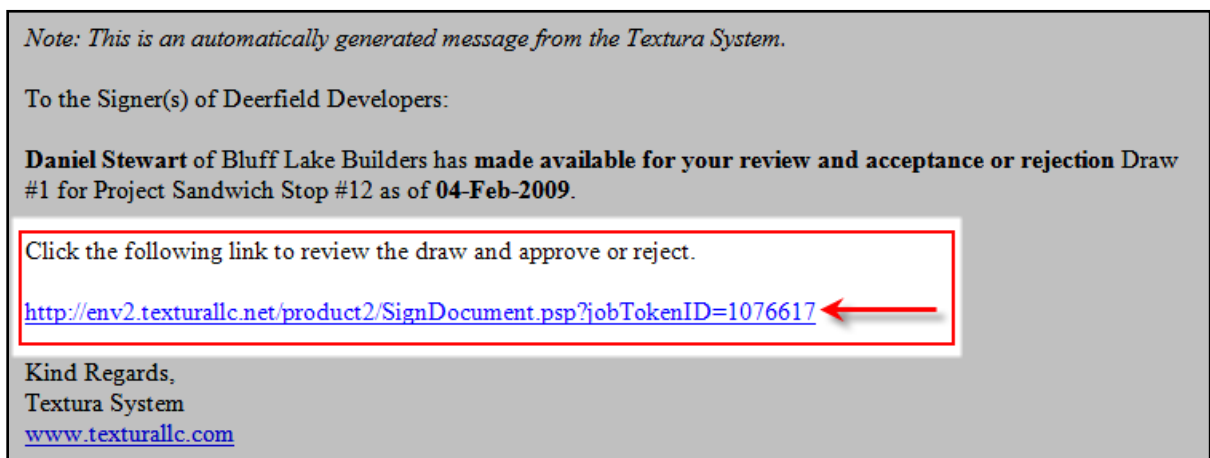 Note: This is an automatically generated message from the Textura System.
To the Signer(s) of Deerfield Developers:
Daniel Stewart of Bluff Lake Builders has made available for your review and acceptance or rejection Draw
#1 for Project Sandwich Stop #12 as of 04-Feb-2009.
Click the following link to review the draw and approve or reject.
http://env2.texturallc.net/product2/SignDocument.psp?jobTokenID=1076617
Kind Regards,
Textura System
www.texturallc.com